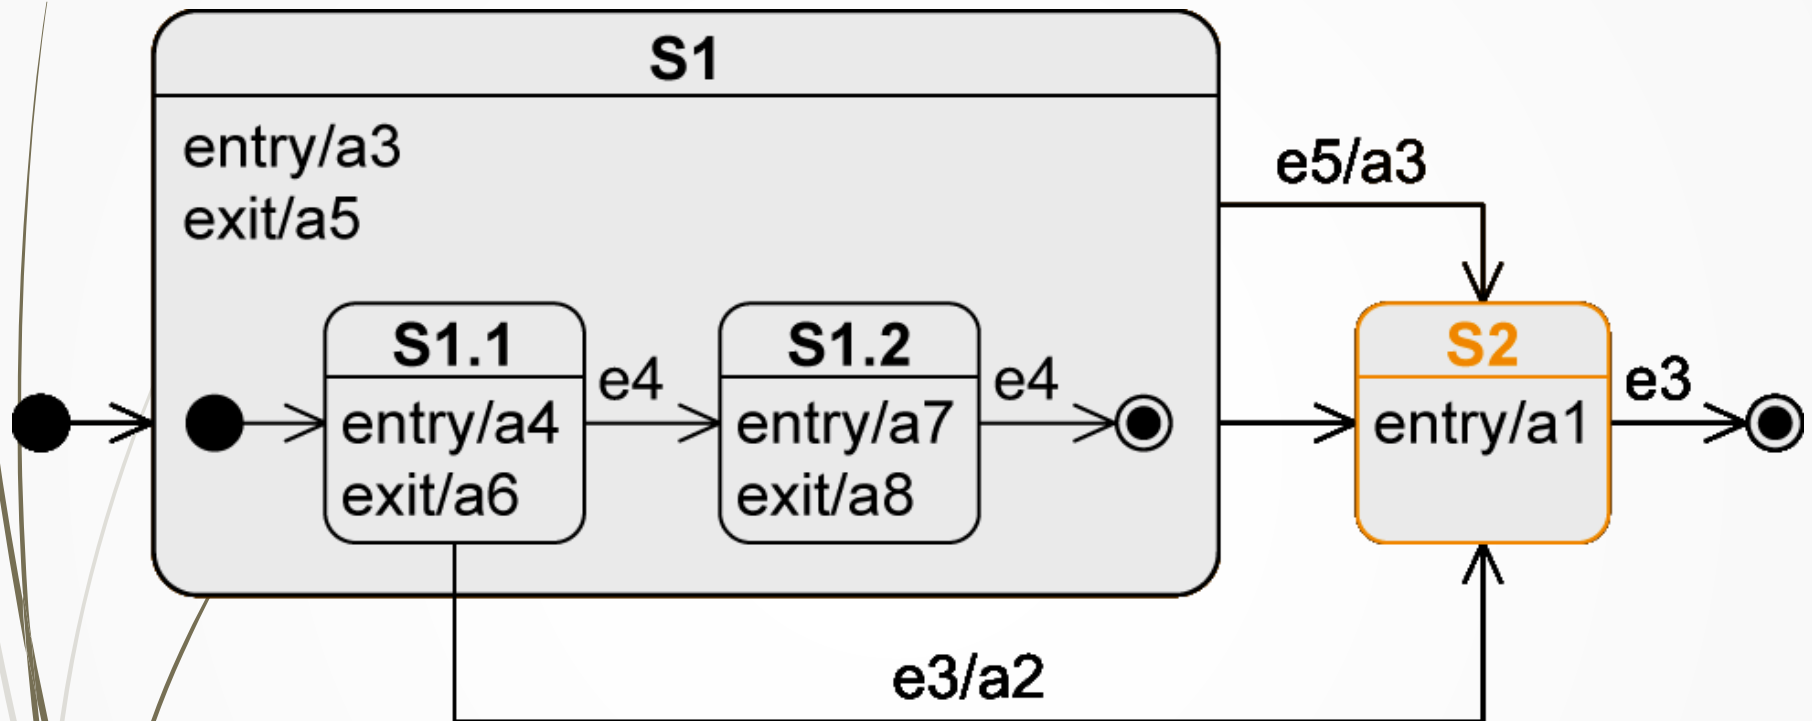 S1
entry/a3
exit/a5
e5/a3
S1.1
entry/a4
exit/a6
e4
S1.2
entry/a7
exit/a8
e4
S2
entry/a1
e3
e3/a2